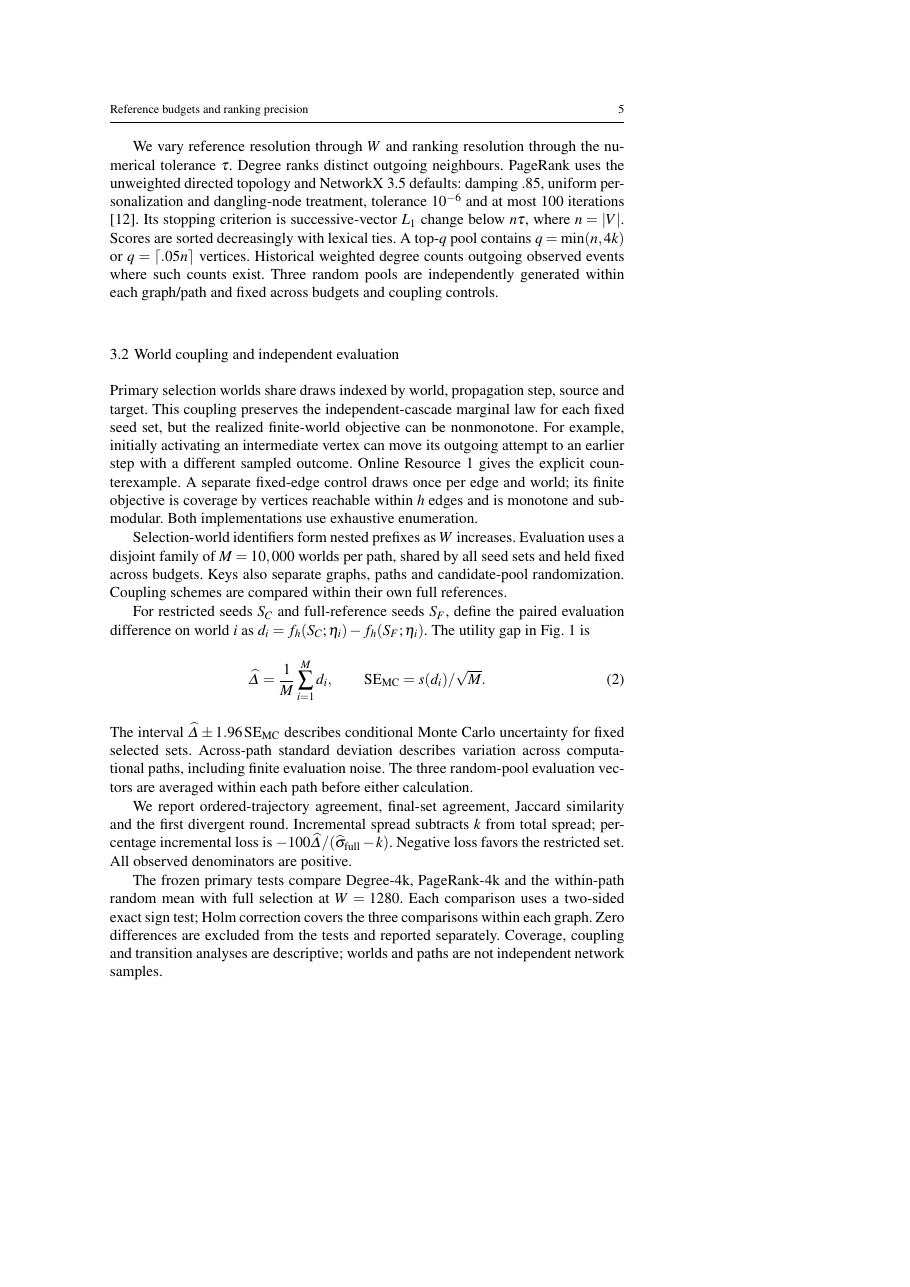 Reference budgets and ranking precision 5
We vary reference resolution through W and ranking resolution through the nu-
merical tolerance τ. Degree ranks distinct outgoing neighbours. PageRank uses the
unweighted directed topology and NetworkX 3.5 defaults: damping .85, uniform per-
sonalization and dangling-node treatment, tolerance 10⁻⁶ and at most 100 iterations
[12]. Its stopping criterion is successive-vector L₁ change below nτ, where n = |V|.
Scores are sorted decreasingly with lexical ties. A top-q pool contains q = min(n, 4k)
or q = ⌈.05n⌉ vertices. Historical weighted degree counts outgoing observed events
where such counts exist. Three random pools are independently generated within
each graph/path and fixed across budgets and coupling controls.
3.2 World coupling and independent evaluation
Primary selection worlds share draws indexed by world, propagation step, source and
target. This coupling preserves the independent-cascade marginal law for each fixed
seed set, but the realized finite-world objective can be nonmonotone. For example,
initially activating an intermediate vertex can move its outgoing attempt to an earlier
step with a different sampled outcome. Online Resource 1 gives the explicit coun-
terexample. A separate fixed-edge control draws once per edge and world; its finite
objective is coverage by vertices reachable within h edges and is monotone and sub-
modular. Both implementations use exhaustive enumeration.
Selection-world identifiers form nested prefixes as W increases. Evaluation uses a
disjoint family of M = 10,000 worlds per path, shared by all seed sets and held fixed
across budgets. Keys also separate graphs, paths and candidate-pool randomization.
Coupling schemes are compared within their own full references.
For restricted seeds S_C and full-reference seeds S_F, define the paired evaluation
difference on world i as d_i = f_h(S_C; η_i) − f_h(S_F; η_i). The utility gap in Fig. 1 is
Δ̂ = 1/M ∑_{i=1}^{M} d_i, SE_MC = s(d_i)/√M. (2)
The interval Δ̂ ± 1.96 SE_MC describes conditional Monte Carlo uncertainty for fixed
selected sets. Across-path standard deviation describes variation across computa-
tional paths, including finite evaluation noise. The three random-pool evaluation vec-
tors are averaged within each path before either calculation.
We report ordered-trajectory agreement, final-set agreement, Jaccard similarity
and the first divergent round. Incremental spread subtracts k from total spread; per-
centage incremental loss is −100Δ̂/(σ̂_full − k). Negative loss favors the restricted set.
All observed denominators are positive.
The frozen primary tests compare Degree-4k, PageRank-4k and the within-path
random mean with full selection at W = 1280. Each comparison uses a two-sided
exact sign test; Holm correction covers the three comparisons within each graph. Zero
differences are excluded from the tests and reported separately. Coverage, coupling
and transition analyses are descriptive; worlds and paths are not independent network
samples.